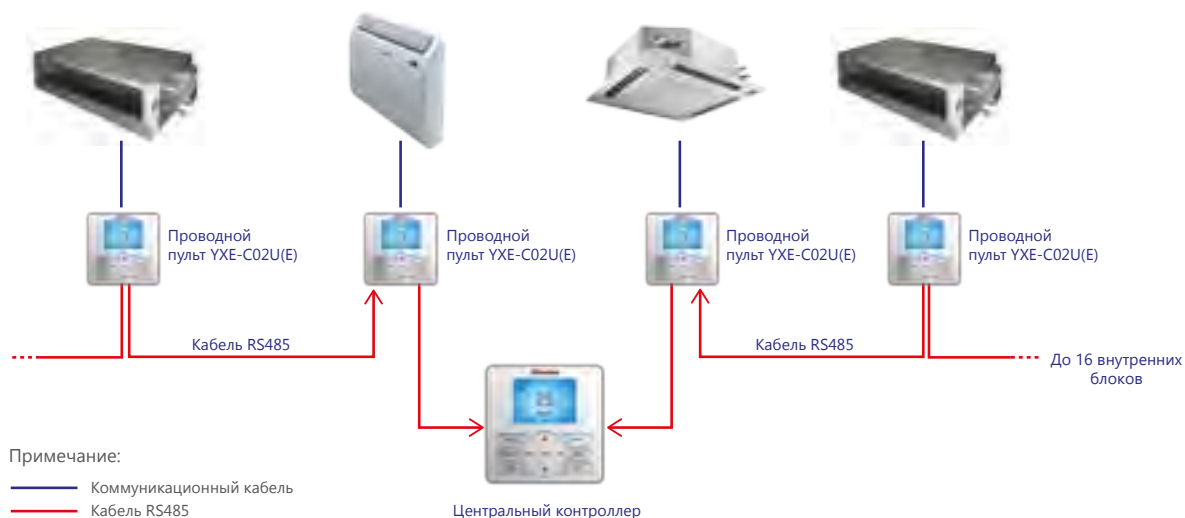 Проводной
пульт YXE-C02U(E)
Проводной
пульт YXE-C02U(E)
Проводной
пульт YXE-C02U(E)
Проводной
пульт YXE-C02U(E)
Кабель RS485
Кабель RS485
До 16 внутренних
блоков
Примечание:
Коммуникационный кабель
Кабель RS485
Центральный контроллер